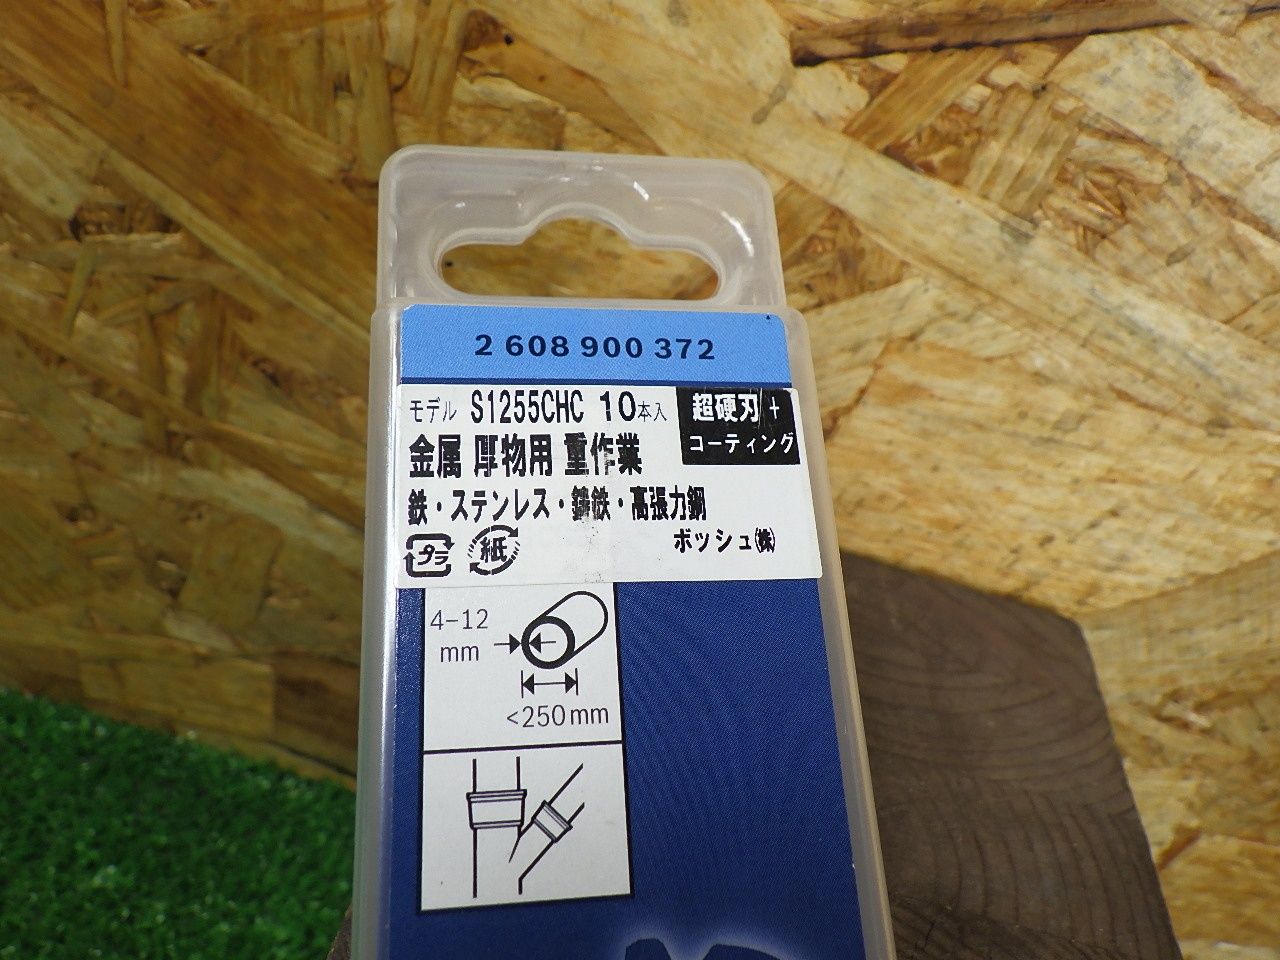 2 608 900 372
モデル S1255CHC 10本入
超硬刃 +
コーティング
金属 厚物用 重作業
鉄・ステンレス・鋳鉄・高張力鋼
プラ 紙 ボッシュ㈱
4–12
mm
<250mm